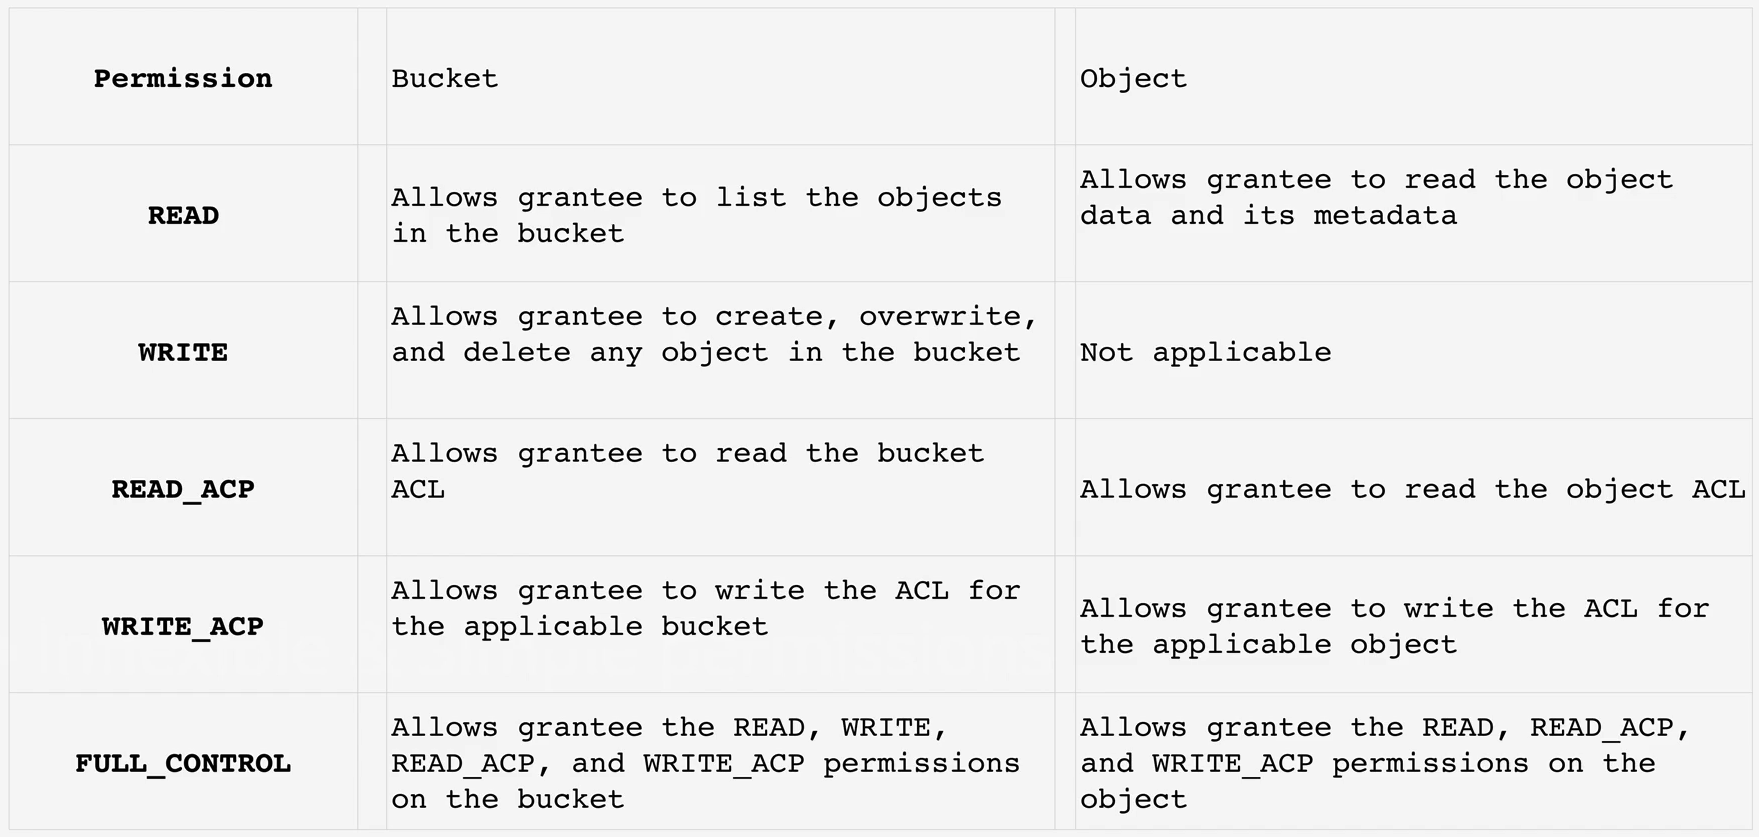 Permission Bucket Object
READ
Allows grantee to list the objects
in the bucket
Allows grantee to read the object
data and its metadata
WRITE
Allows grantee to create, overwrite,
and delete any object in the bucket
Not applicable
READ_ACP
Allows grantee to read the bucket
ACL
Allows grantee to read the object ACL
WRITE_ACP
Allows grantee to write the ACL for
the applicable bucket
Allows grantee to write the ACL for
the applicable object
FULL_CONTROL
Allows grantee the READ, WRITE,
READ_ACP, and WRITE_ACP permissions
on the bucket
Allows grantee the READ, READ_ACP,
and WRITE_ACP permissions on the
object